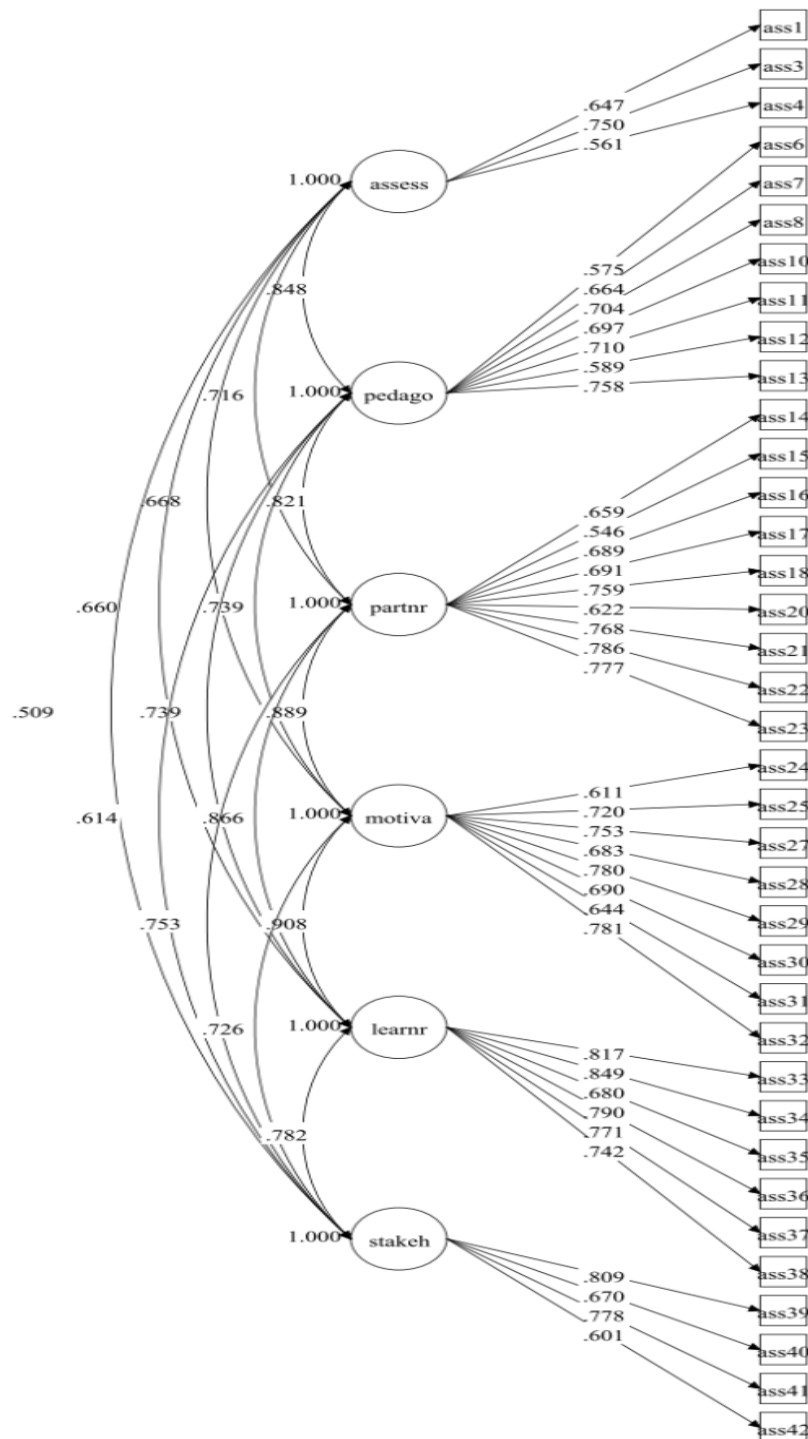 ass1
ass3
.647
ass4
.750
.561
ass6
1.000
assess
ass7
ass8
.575
ass10
.848
.664
ass11
.704
.697
ass12
.710
.589
ass13
1.000
pedago
.716
.758
ass14
ass15
.668
.821
ass16
.659
.546
ass17
.689
.691
ass18
.660
.739
1.000
partnr
.759
.622
ass20
.768
ass21
.786
.777
ass22
.509
.739
.889
ass23
ass24
.611
.720
ass25
.614
.866
1.000
motiva
.753
ass27
.683
.780
ass28
.690
.644
ass29
.753
.908
.781
ass30
ass31
.726
1.000
learnr
ass32
.817
.849
ass33
.680
.790
ass34
.771
.742
ass35
.782
ass36
ass37
1.000
stakeh
ass38
.809
.670
ass39
.778
.601
ass40
ass41
ass42